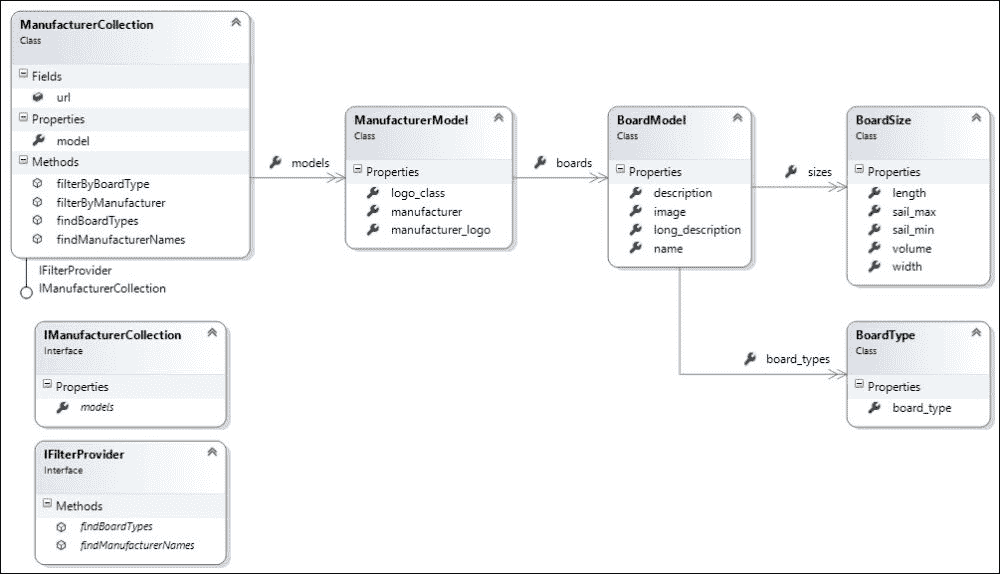 ManufacturerCollection
Class
Fields
url
Properties
model
Methods
filterByBoardType
filterByManufacturer
findBoardTypes
findManufacturerNames
IFilterProvider
IManufacturerCollection
models
ManufacturerModel
Class
Properties
logo_class
manufacturer
manufacturer_logo
boards
BoardModel
Class
Properties
description
image
long_description
name
sizes
BoardSize
Class
Properties
length
sail_max
sail_min
volume
width
board_types
BoardType
Class
Properties
board_type
IManufacturerCollection
Interface
Properties
models
IFilterProvider
Interface
Methods
findBoardTypes
findManufacturerNames